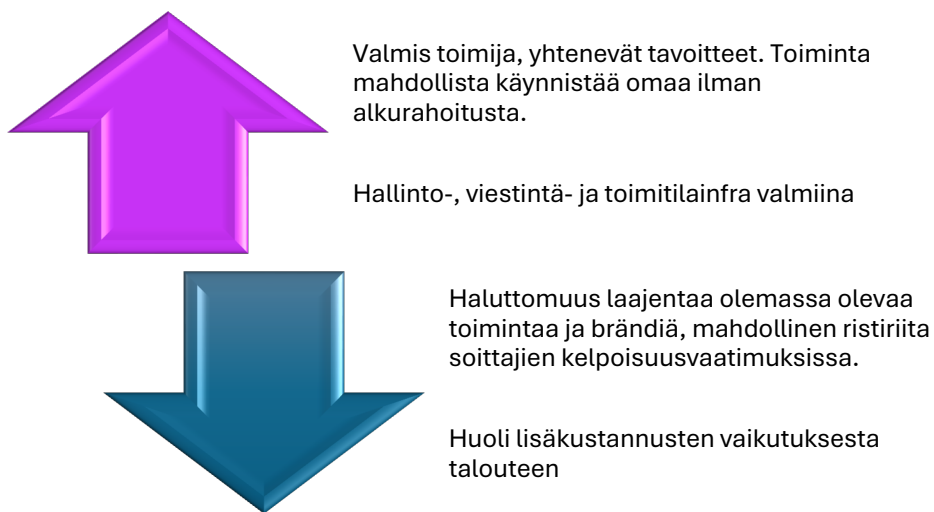 Valmis toimija, yhtenevät tavoitteet. Toiminta
mahdollista käynnistää omaa ilman
alkurahoitusta.
Hallinto-, viestintä- ja toimitilainfra valmiina
Haluttomuus laajentaa olemassa olevaa
toimintaa ja brändiä, mahdollinen ristiriita
soittajien kelpoisuusvaatimuksissa.
Huoli lisäkustannusten vaikutuksesta
talouteen